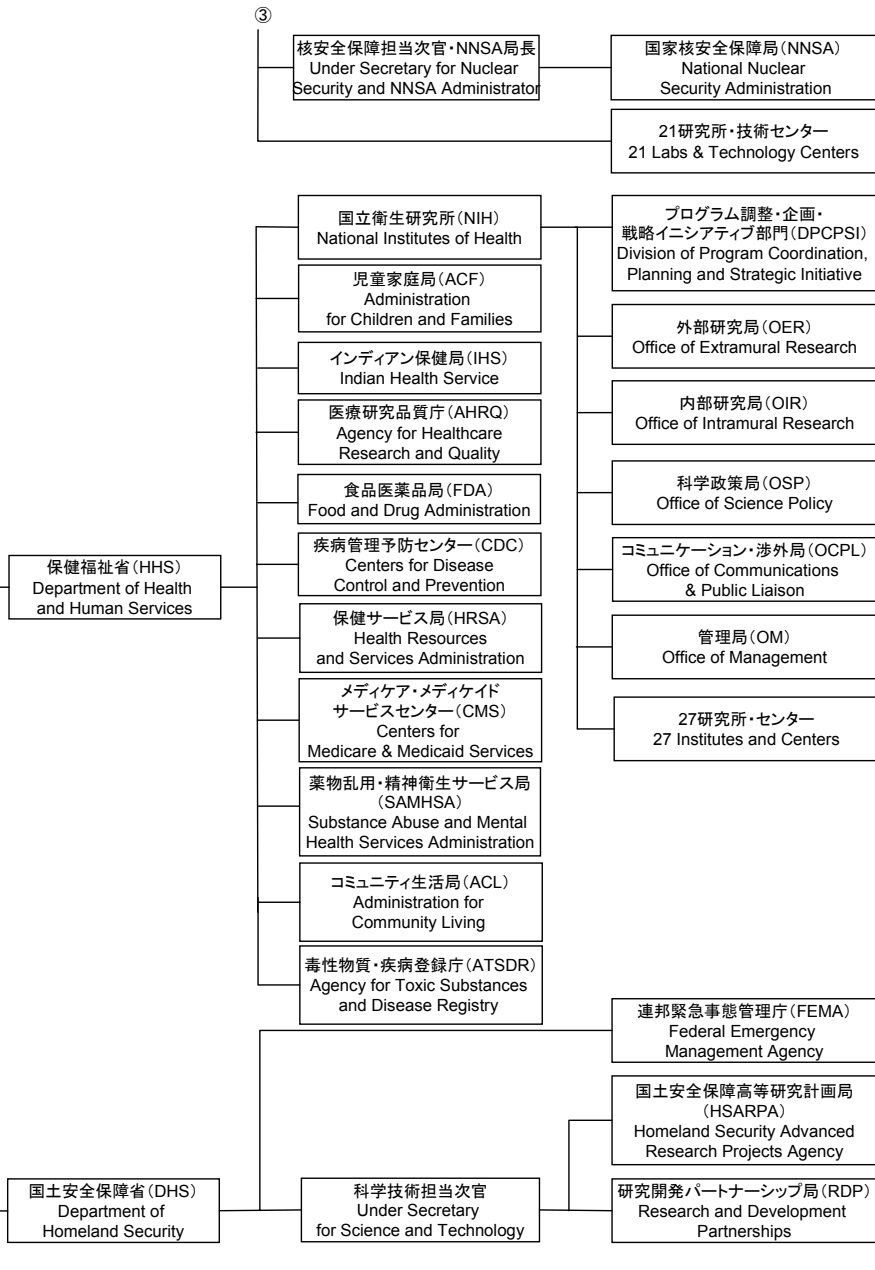 ③
核安全保障担当次官・NNSA局長
Under Secretary for Nuclear
Security and NNSA Administrator
国家核安全保障局(NNSA)
National Nuclear
Security Administration
21研究所・技術センター
21 Labs & Technology Centers
保健福祉省(HHS)
Department of Health
and Human Services
国立衛生研究所(NIH)
National Institutes of Health
児童家庭局(ACF)
Administration
for Children and Families
インディアン保健局(IHS)
Indian Health Service
医療研究品質庁(AHRQ)
Agency for Healthcare
Research and Quality
食品医薬品局(FDA)
Food and Drug Administration
疾病管理予防センター(CDC)
Centers for Disease
Control and Prevention
保健サービス局(HRSA)
Health Resources
and Services Administration
メディケア・メディケイド
サービスセンター(CMS)
Centers for
Medicare & Medicaid Services
薬物乱用・精神衛生サービス局
(SAMHSA)
Substance Abuse and Mental
Health Services Administration
コミュニティ生活局(ACL)
Administration for
Community Living
毒性物質・疾病登録庁(ATSDR)
Agency for Toxic Substances
and Disease Registry
プログラム調整・企画・
戦略イニシアティブ部門(DPCPSI)
Division of Program Coordination,
Planning and Strategic Initiative
外部研究局(OER)
Office of Extramural Research
内部研究局(OIR)
Office of Intramural Research
科学政策局(OSP)
Office of Science Policy
コミュニケーション・渉外局(OCPL)
Office of Communications
& Public Liaison
管理局(OM)
Office of Management
27研究所・センター
27 Institutes and Centers
国土安全保障省(DHS)
Department of
Homeland Security
科学技術担当次官
Under Secretary
for Science and Technology
連邦緊急事態管理庁(FEMA)
Federal Emergency
Management Agency
国土安全保障高等研究計画局
(HSARPA)
Homeland Security Advanced
Research Projects Agency
研究開発パートナーシップ局(RDP)
Research and Development
Partnerships